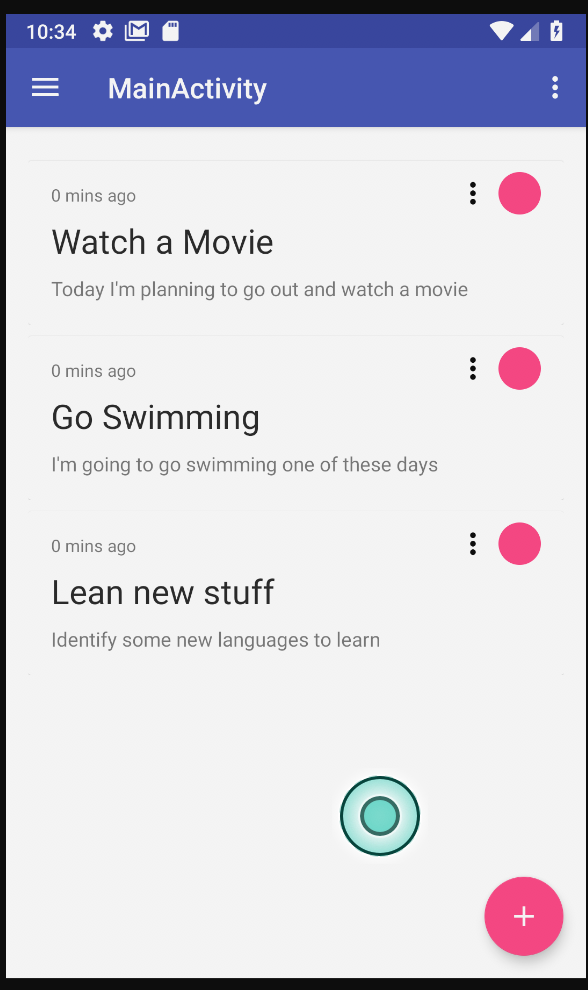 10:34
MainActivity
0 mins ago
Watch a Movie
Today I'm planning to go out and watch a movie
0 mins ago
Go Swimming
I'm going to go swimming one of these days
0 mins ago
Lean new stuff
Identify some new languages to learn